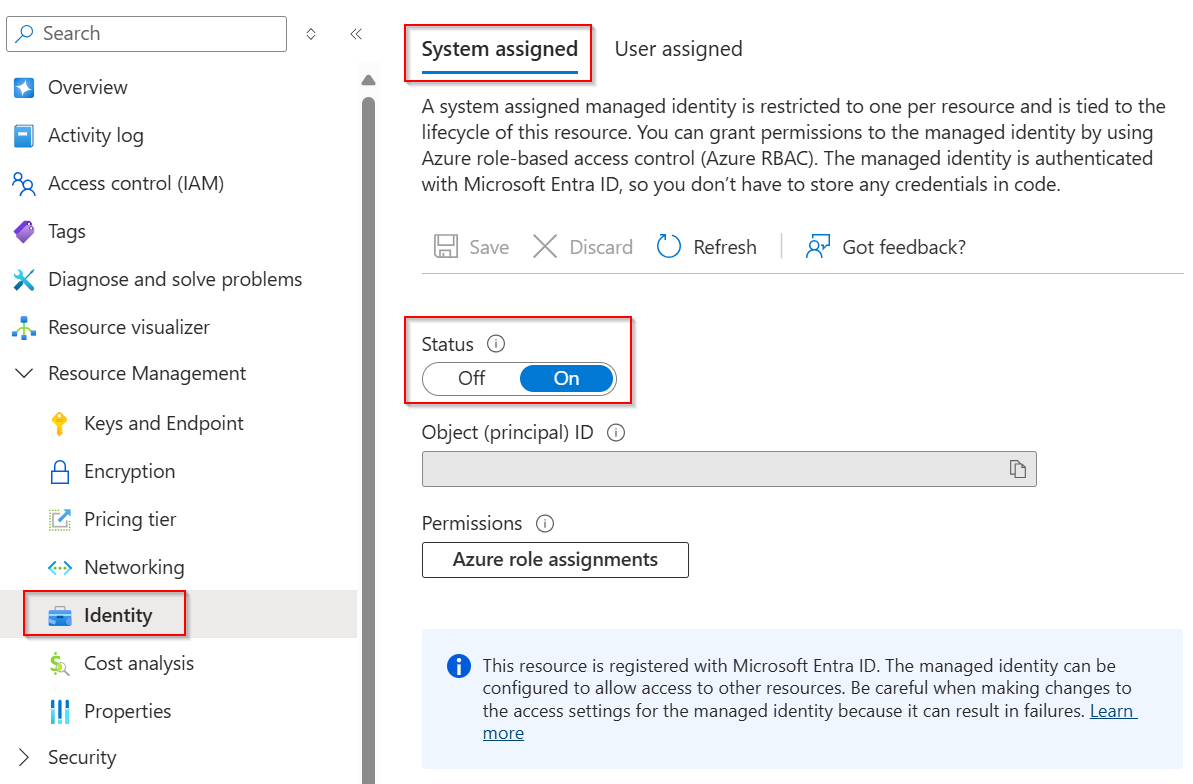 Search
Overview
Activity log
Access control (IAM)
Tags
Diagnose and solve problems
Resource visualizer
Resource Management
Keys and Endpoint
Encryption
Pricing tier
Networking
Identity
Cost analysis
Properties
Security
System assigned
User assigned
A system assigned managed identity is restricted to one per resource and is tied to the
lifecycle of this resource. You can grant permissions to the managed identity by using
Azure role-based access control (Azure RBAC). The managed identity is authenticated
with Microsoft Entra ID, so you don’t have to store any credentials in code.
Save
Discard
Refresh
Got feedback?
Status
Off
On
Object (principal) ID
Permissions
Azure role assignments
This resource is registered with Microsoft Entra ID. The managed identity can be
configured to allow access to other resources. Be careful when making changes to
the access settings for the managed identity because it can result in failures. Learn
more